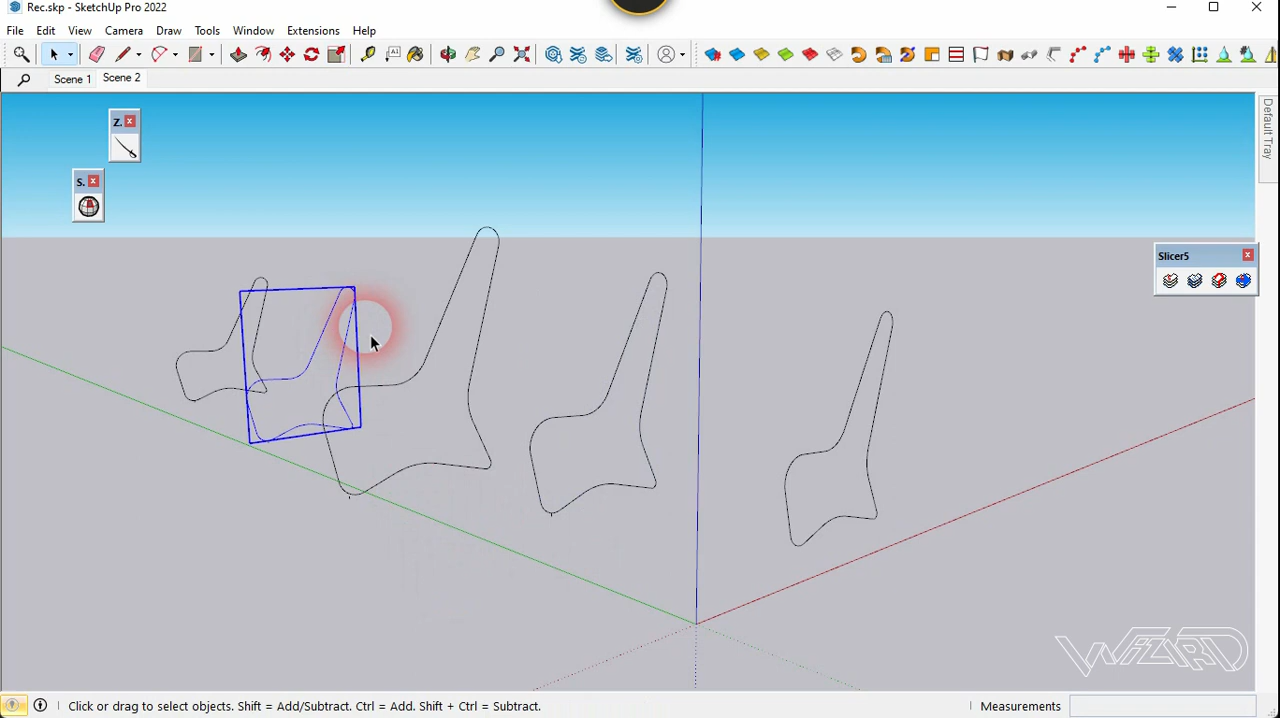 Rec.skp - SketchUp Pro 2022
File Edit View Camera Draw Tools Window Extensions Help
Scene 1 Scene 2
Default Tray
Z.
S.
Slicer5
WIZARD
Click or drag to select objects. Shift = Add/Subtract. Ctrl = Add. Shift + Ctrl = Subtract.
Measurements